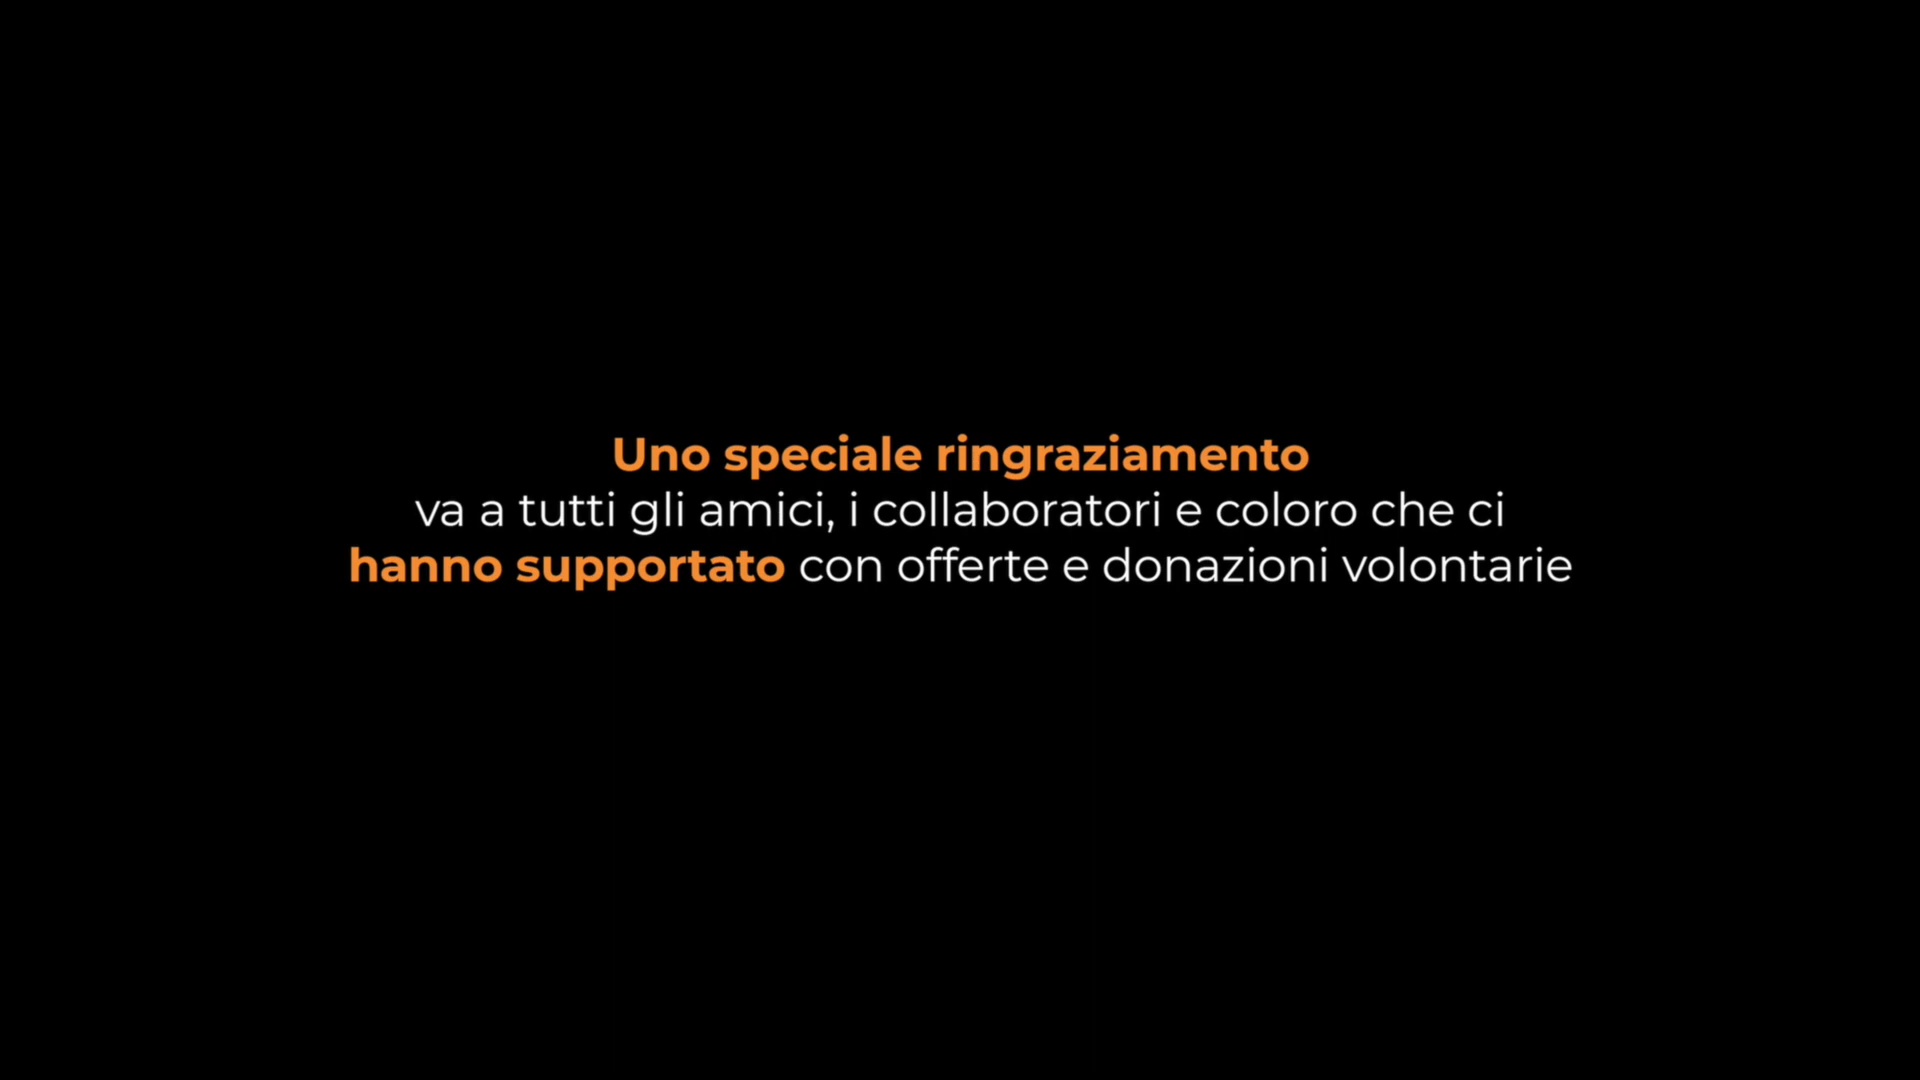 Uno speciale ringraziamento
va a tutti gli amici, i collaboratori e coloro che ci
hanno supportato con offerte e donazioni volontarie